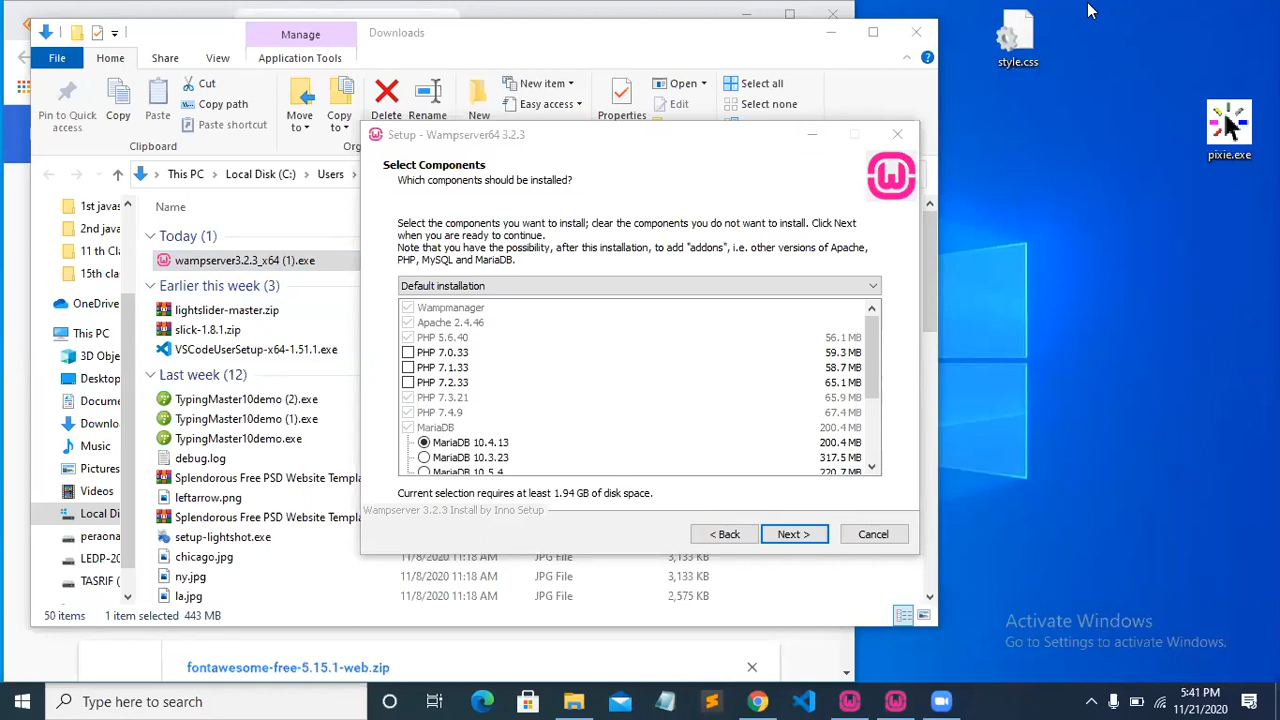 Manage
Downloads
File
Home
Share
View
Application Tools
Pin to Quick access
Copy
Paste
Cut
Copy path
Paste shortcut
Clipboard
Move to
Copy to
Delete
Rename
Org
New
New item
Easy access
Properties
Open
Edit
Select all
Select none
This PC
Local Disk (C:)
Users
1st javas
2nd java
11 th Cla
15th clas
OneDrive
This PC
3D Objec
Desktop
Docume
Downloa
Music
Pictures
Videos
Local Di
peraona
LEDP-20
TASRIF (
Name
Today (1)
wampserver3.2.3_x64 (1).exe
Earlier this week (3)
lightslider-master.zip
slick-1.8.1.zip
VSCodeUserSetup-x64-1.51.1.exe
Last week (12)
TypingMaster10demo (2).exe
TypingMaster10demo (1).exe
TypingMaster10demo.exe
debug.log
Splendorous Free PSD Website Templa
leftarrow.png
Splendorous Free PSD Website Templa
setup-lightshot.exe
chicago.jpg
ny.jpg
la.jpg
11/8/2020 11:18 AM JPG File 3,133 KB
11/8/2020 11:18 AM JPG File 3,133 KB
11/8/2020 11:18 AM JPG File 2,575 KB
50 items 1 item selected 443 MB
Setup - Wampserver64 3.2.3
Select Components
Which components should be installed?
Select the components you want to install; clear the components you do not want to install. Click Next
when you are ready to continue.
Note that you have the possibility, after this installation, to add "addons", i.e. other versions of Apache,
PHP, MySQL and MariaDB.
Default installation
Wampmanager
Apache 2.4.46
PHP 5.6.40 56.1 MB
PHP 7.0.33 59.3 MB
PHP 7.1.33 58.7 MB
PHP 7.2.33 65.1 MB
PHP 7.3.21 65.9 MB
PHP 7.4.9 67.4 MB
MariaDB 200.4 MB
MariaDB 10.4.13 200.4 MB
MariaDB 10.3.23 317.5 MB
MariaDB 10.5.4 220.7 MB
Current selection requires at least 1.94 GB of disk space.
Wampserver 3.2.3 Install by Inno Setup
< Back
Next >
Cancel
fontawesome-free-5.15.1-web.zip
style.css
pixie.exe
Activate Windows
Go to Settings to activate Windows.
Type here to search
5:41 PM
11/21/2020